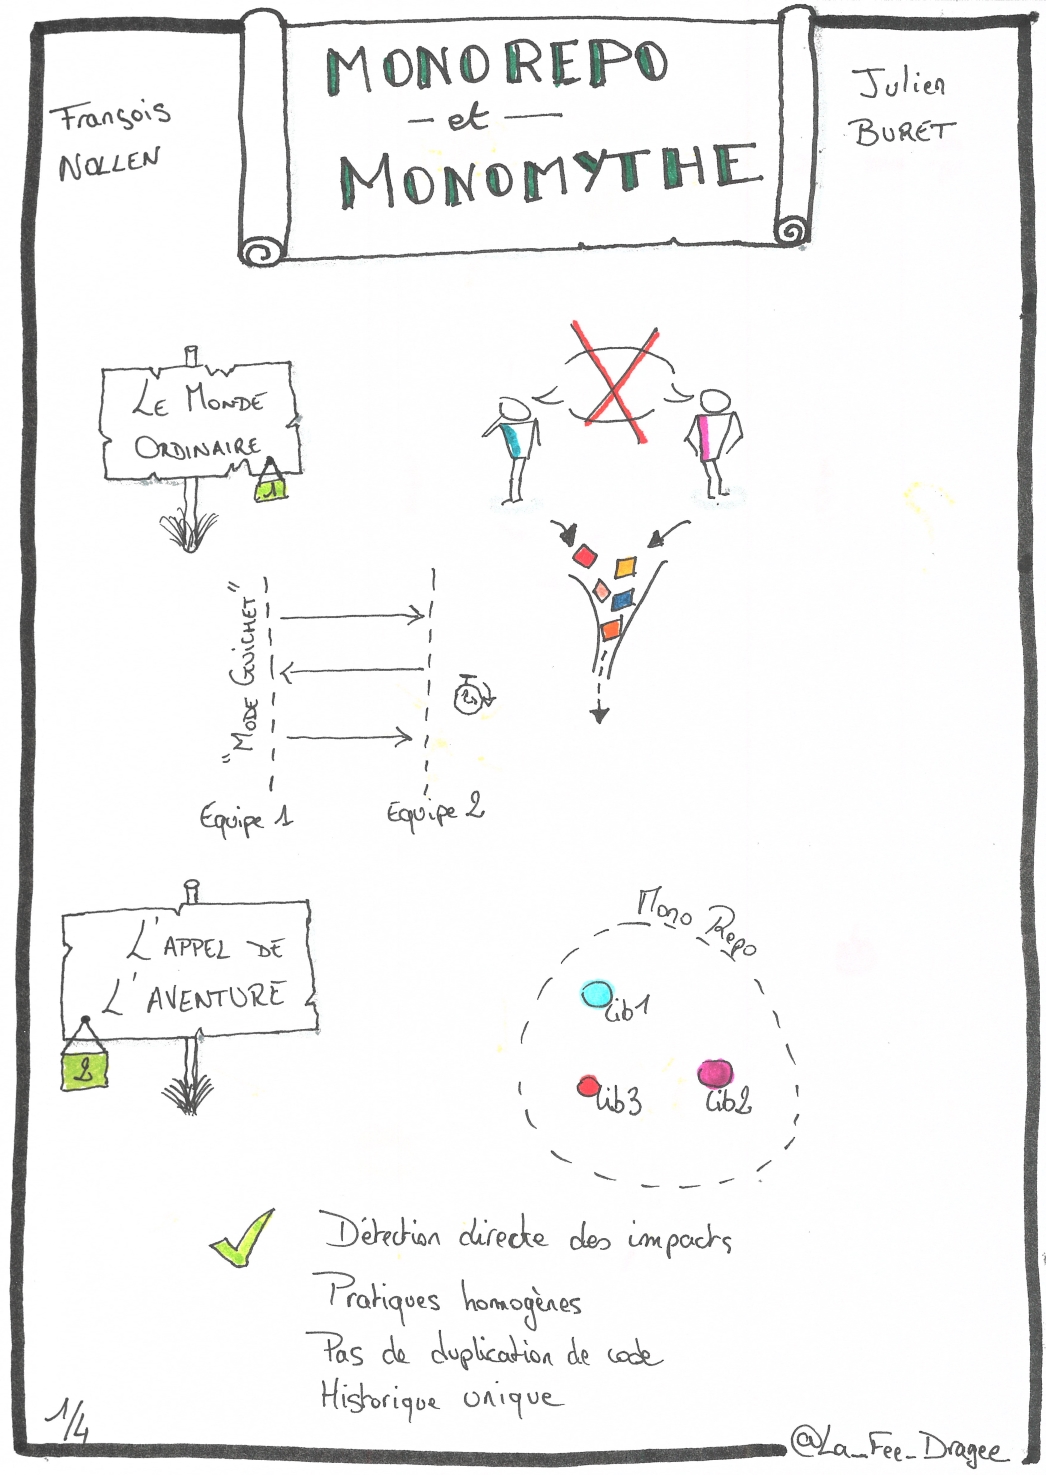 MONOREPO
- et -
MONOMYTHE
François
NOLLEN
Julien
BURET
LE MONDE
ORDINAIRE
1
"MODE GUICHET"
Equipe 1
Equipe 2
L'APPEL DE
L'AVENTURE
2
Mono Repo
Lib1
Lib3
Lib2
Détection directe des impacts
Pratiques homogènes
Pas de duplication de code
Historique unique
1/4
@La_Fee_Dragee